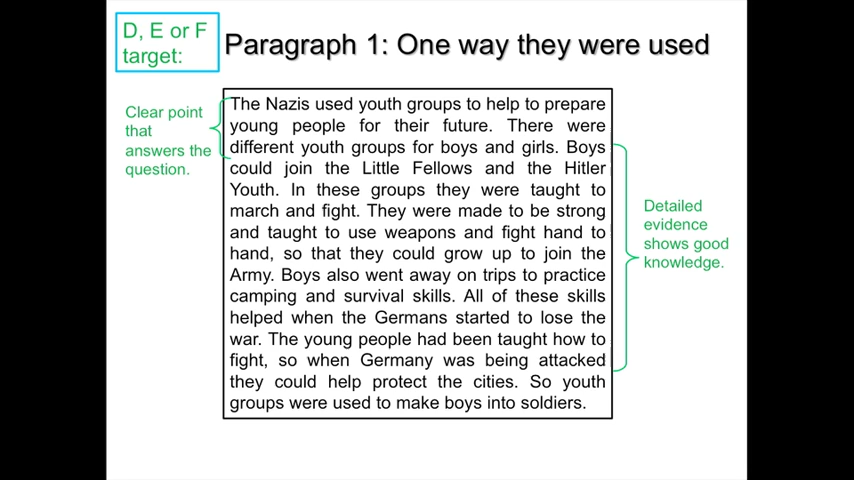 D, E or F
target:
Paragraph 1: One way they were used
Clear point
that
answers the
question.
The Nazis used youth groups to help to prepare
young people for their future. There were
different youth groups for boys and girls. Boys
could join the Little Fellows and the Hitler
Youth. In these groups they were taught to
march and fight. They were made to be strong
and taught to use weapons and fight hand to
hand, so that they could grow up to join the
Army. Boys also went away on trips to practice
camping and survival skills. All of these skills
helped when the Germans started to lose the
war. The young people had been taught how to
fight, so when Germany was being attacked
they could help protect the cities. So youth
groups were used to make boys into soldiers.
Detailed
evidence
shows good
knowledge.